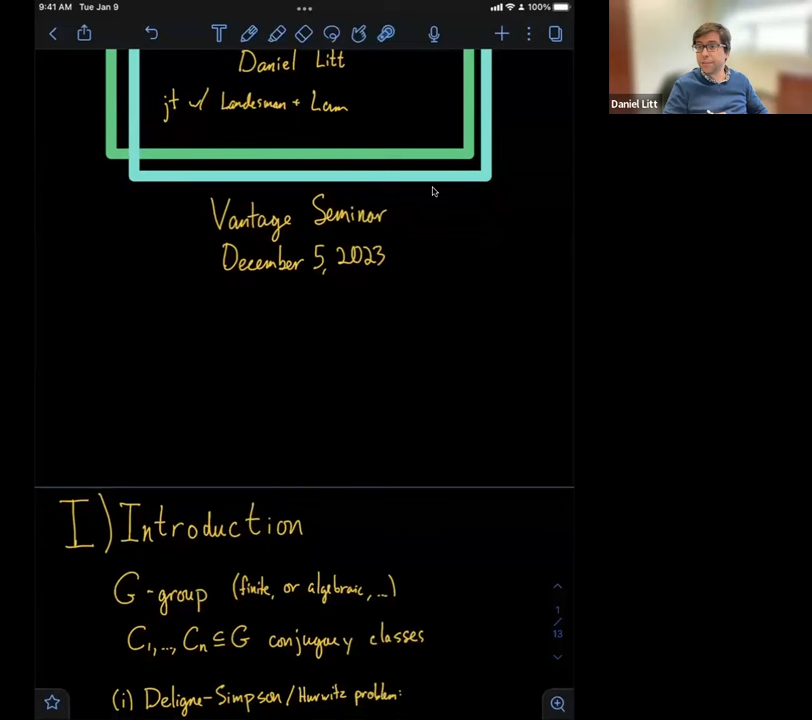 9:41 AM Tue Jan 9
100%
Daniel Litt
jt w/ Landesman + Lam
Vantage Seminar
December 5, 2023
I) Introduction
G - group (finite, or algebraic, ...)
C1, ..., Cn ⊆ G conjugacy classes
(i) Deligne-Simpson/Hurwitz problem:
1
/
13
Daniel Litt